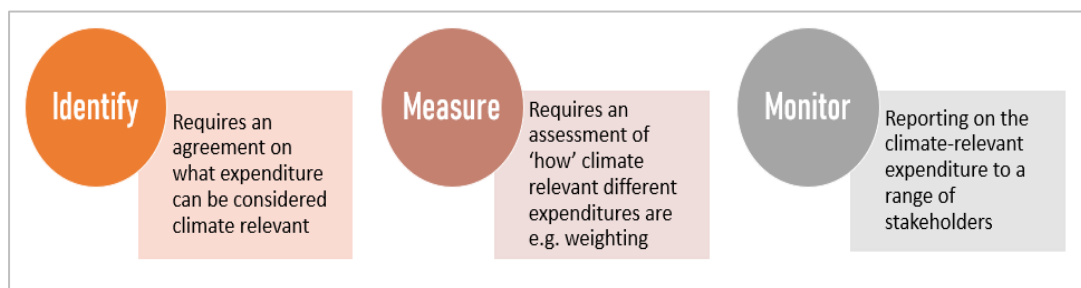 Identify
Requires an
agreement on
what expenditure
can be considered
climate relevant
Measure
Requires an
assessment of
‘how’ climate
relevant different
expenditures are
e.g. weighting
Monitor
Reporting on the
climate-relevant
expenditure to a
range of
stakeholders